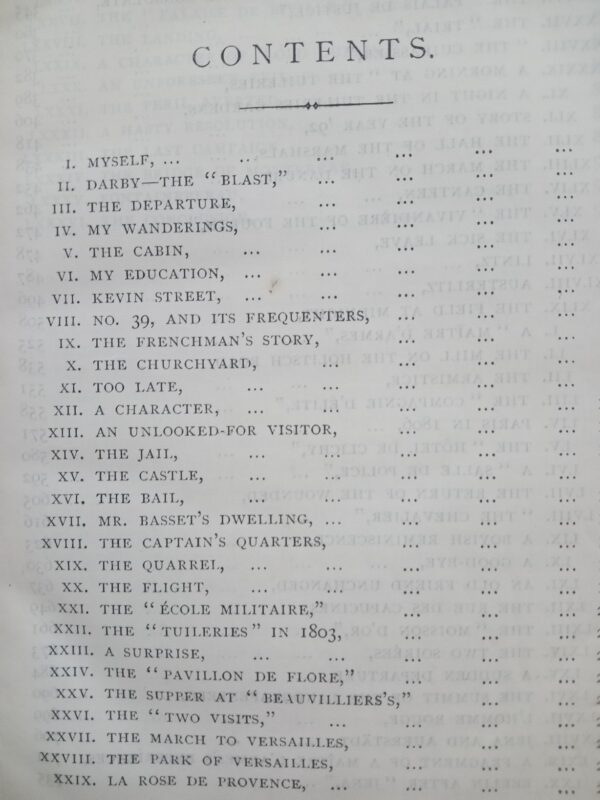 CONTENTS.
I. MYSELF, ... ... ... ... ... ...
II. DARBY—THE "BLAST," ... ... ... ...
III. THE DEPARTURE, ... ... ... ...
IV. MY WANDERINGS, ... ... ... ...
V. THE CABIN, ... ... ... ... ...
VI. MY EDUCATION, ... ... ... ... ...
VII. KEVIN STREET, ... ... ... ... ...
VIII. NO. 39, AND ITS FREQUENTERS, ... ... ...
IX. THE FRENCHMAN'S STORY, ... ... ...
X. THE CHURCHYARD, ... ... ... ...
XI. TOO LATE, ... ... ... ... ...
XII. A CHARACTER, ... ... ... ... ...
XIII. AN UNLOOKED-FOR VISITOR, ... ... ...
XIV. THE JAIL, ... ... ... ... ...
XV. THE CASTLE, ... ... ... ... ...
XVI. THE BAIL, ... ... ... ... ...
XVII. MR. BASSET'S DWELLING, ... ... ... ...
XVIII. THE CAPTAIN'S QUARTERS, ... ... ...
XIX. THE QUARREL, ... ... ... ... ...
XX. THE FLIGHT, ... ... ... ... ...
XXI. THE "ÉCOLE MILITAIRE," ... ... ...
XXII. THE "TUILERIES" IN 1803, ... ... ...
XXIII. A SURPRISE, ... ... ... ... ...
XXIV. THE "PAVILLON DE FLORE," ... ... ...
XXV. THE SUPPER AT "BEAUVILLIERS'S," ... ... ...
XXVI. THE "TWO VISITS," ... ... ... ...
XXVII. THE MARCH TO VERSAILLES, ... ... ...
XXVIII. THE PARK OF VERSAILLES, ... ... ...
XXIX. LA ROSE DE PROVENCE, ... ... ... ...